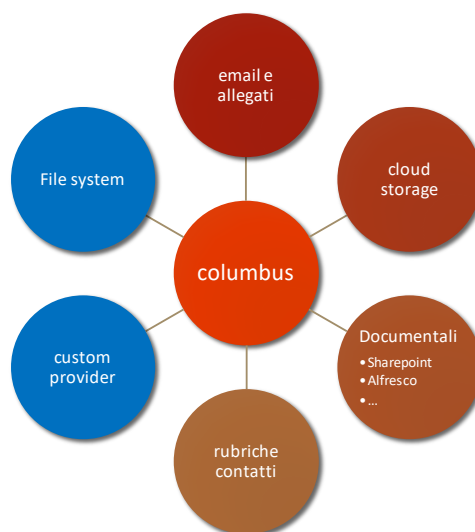 email e
allegati
File system
cloud
storage
columbus
custom
provider
Documentali
•Sharepoint
•Alfresco
•...
rubriche
contatti